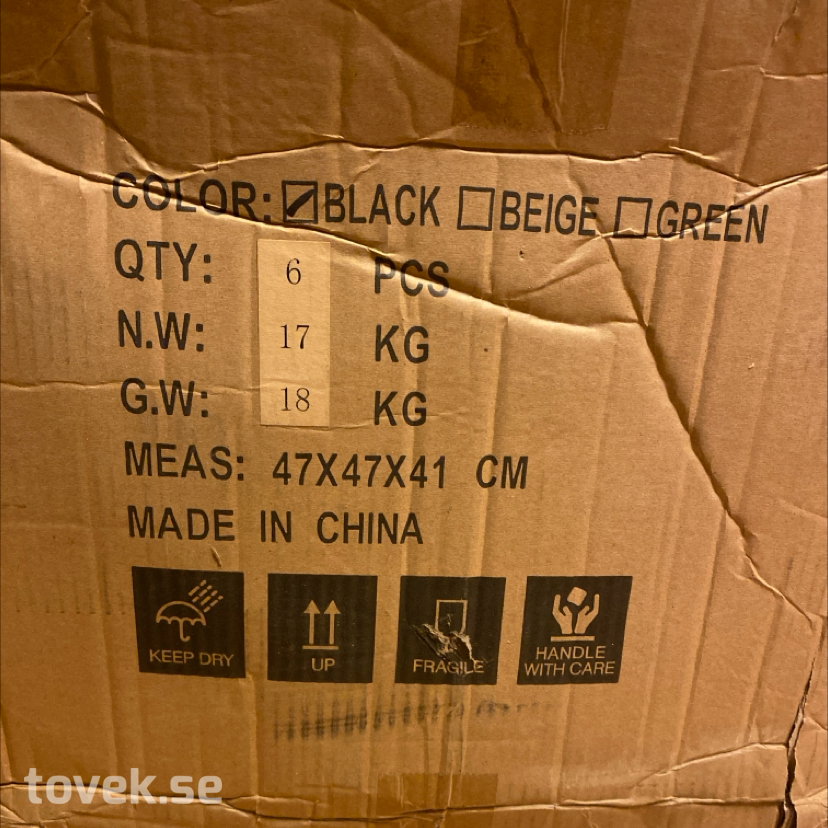 COLOR: BLACK BEIGE GREEN
QTY: 6 PCS
N.W: 17 KG
G.W: 18 KG
MEAS: 47X47X41 CM
MADE IN CHINA
KEEP DRY
UP
FRAGILE
HANDLE
WITH CARE
tovek.se